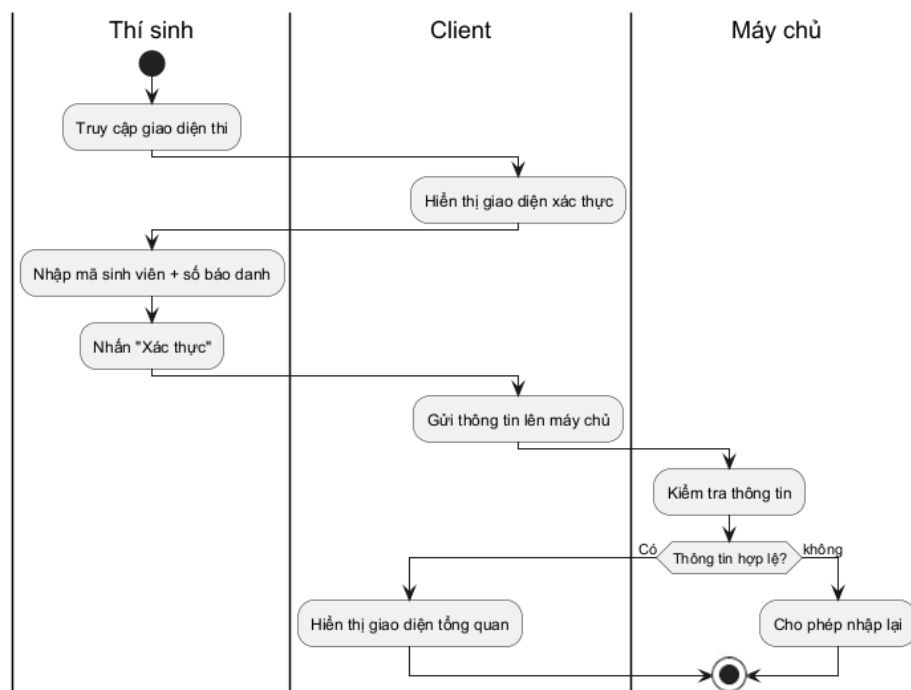 Thí sinh
Client
Máy chủ
Truy cập giao diện thi
Hiển thị giao diện xác thực
Nhập mã sinh viên + số báo danh
Nhấn "Xác thực"
Gửi thông tin lên máy chủ
Kiểm tra thông tin
Có
Thông tin hợp lệ?
không
Hiển thị giao diện tổng quan
Cho phép nhập lại